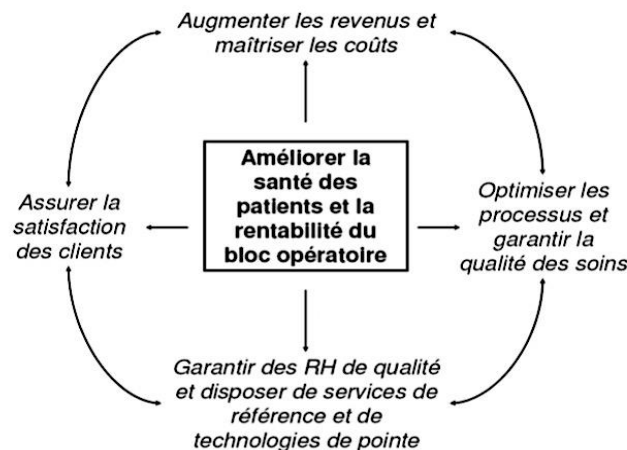 Augmenter les revenus et
maîtriser les coûts
Améliorer la
santé des
patients et la
rentabilité du
bloc opératoire
Assurer la
satisfaction
des clients
Optimiser les
processus et
garantir la
qualité des soins
Garantir des RH de qualité
et disposer de services de
référence et de
technologies de pointe